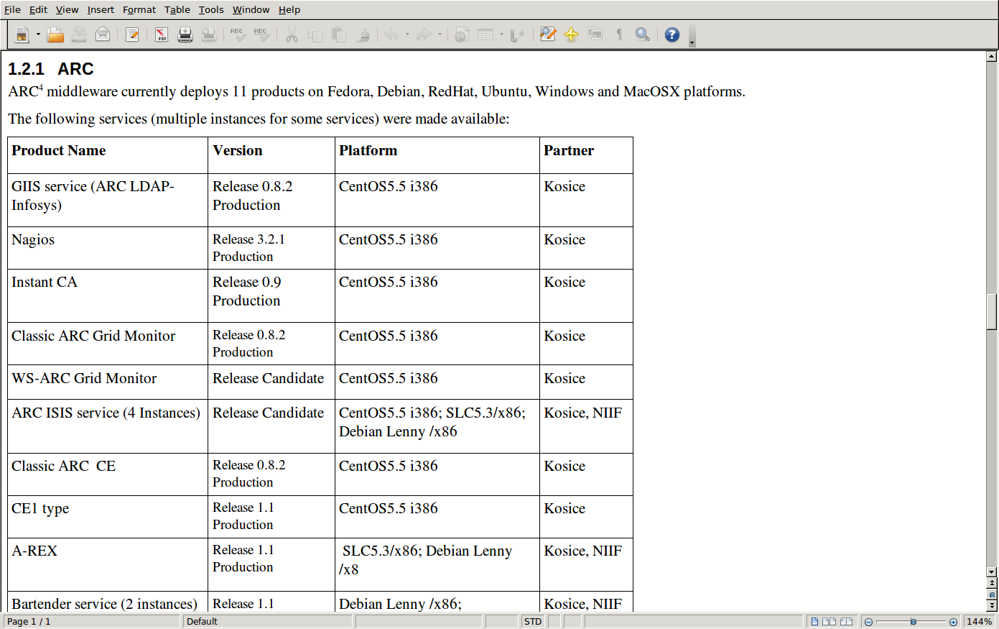 File Edit View Insert Format Table Tools Window Help
1.2.1 ARC
ARC4 middleware currently deploys 11 products on Fedora, Debian, RedHat, Ubuntu, Windows and MacOSX platforms.
The following services (multiple instances for some services) were made available:
Product Name Version Platform Partner
GIIS service (ARC LDAP- Release 0.8.2 CentOS5.5 i386 Kosice
Infosys) Production
Nagios Release 3.2.1 CentOS5.5 i386 Kosice
Production
Instant CA Release 0.9 CentOS5.5 i386 Kosice
Production
Classic ARC Grid Monitor Release 0.8.2 CentOS5.5 i386 Kosice
Production
WS-ARC Grid Monitor Release Candidate CentOS5.5 i386 Kosice
ARC ISIS service (4 Instances) Release Candidate CentOS5.5 i386; SLC5.3/x86; Kosice, NIIF
Debian Lenny /x86
Classic ARC  CE Release 0.8.2 CentOS5.5 i386 Kosice
Production
CE1 type Release 1.1 CentOS5.5 i386 Kosice
Production
A-REX Release 1.1 SLC5.3/x86; Debian Lenny Kosice, NIIF
Production /x8
Bartender service (2 instances) Release 1.1 Debian Lenny /x86; Kosice, NIIF
Page 1 / 1 Default STD 144%